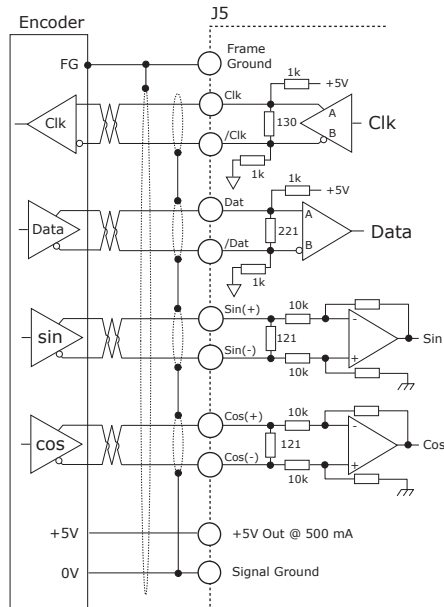 Encoder
J5
FG
Frame
Ground
Clk
Clk
/Clk
1k
+5V
130
A
B
1k
Clk
Data
Dat
/Dat
1k
+5V
221
A
B
1k
Data
sin
Sin(+)
Sin(-)
10k
121
10k
-
+
Sin
cos
Cos(+)
Cos(-)
10k
121
10k
-
+
Cos
+5V
+5V Out @ 500 mA
0V
Signal Ground